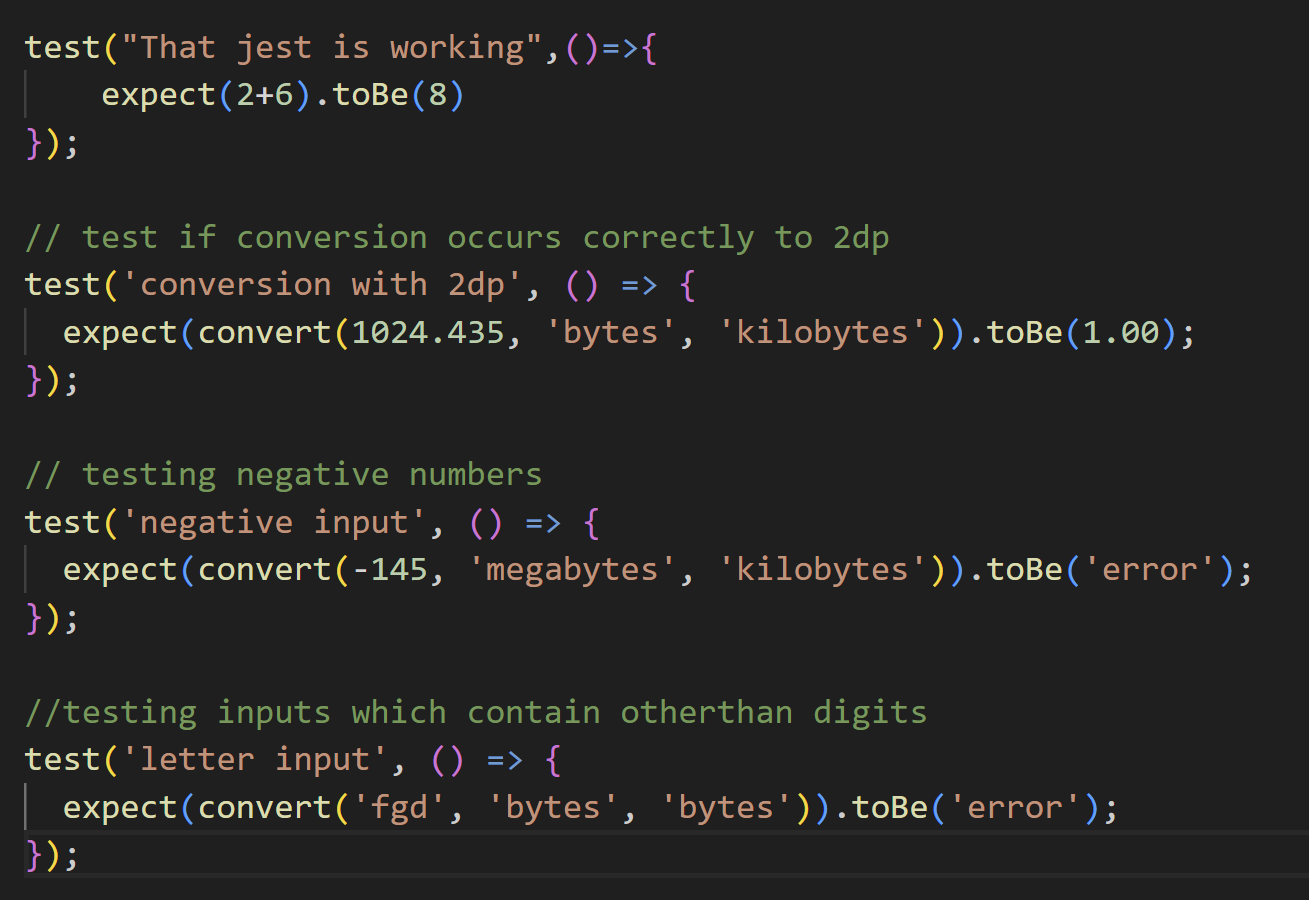 test("That jest is working",()=>{
    expect(2+6).toBe(8)
});

// test if conversion occurs correctly to 2dp
test('conversion with 2dp', () => {
  expect(convert(1024.435, 'bytes', 'kilobytes')).toBe(1.00);
});

// testing negative numbers
test('negative input', () => {
  expect(convert(-145, 'megabytes', 'kilobytes')).toBe('error');
});

//testing inputs which contain otherthan digits
test('letter input', () => {
  expect(convert('fgd', 'bytes', 'bytes')).toBe('error');
});